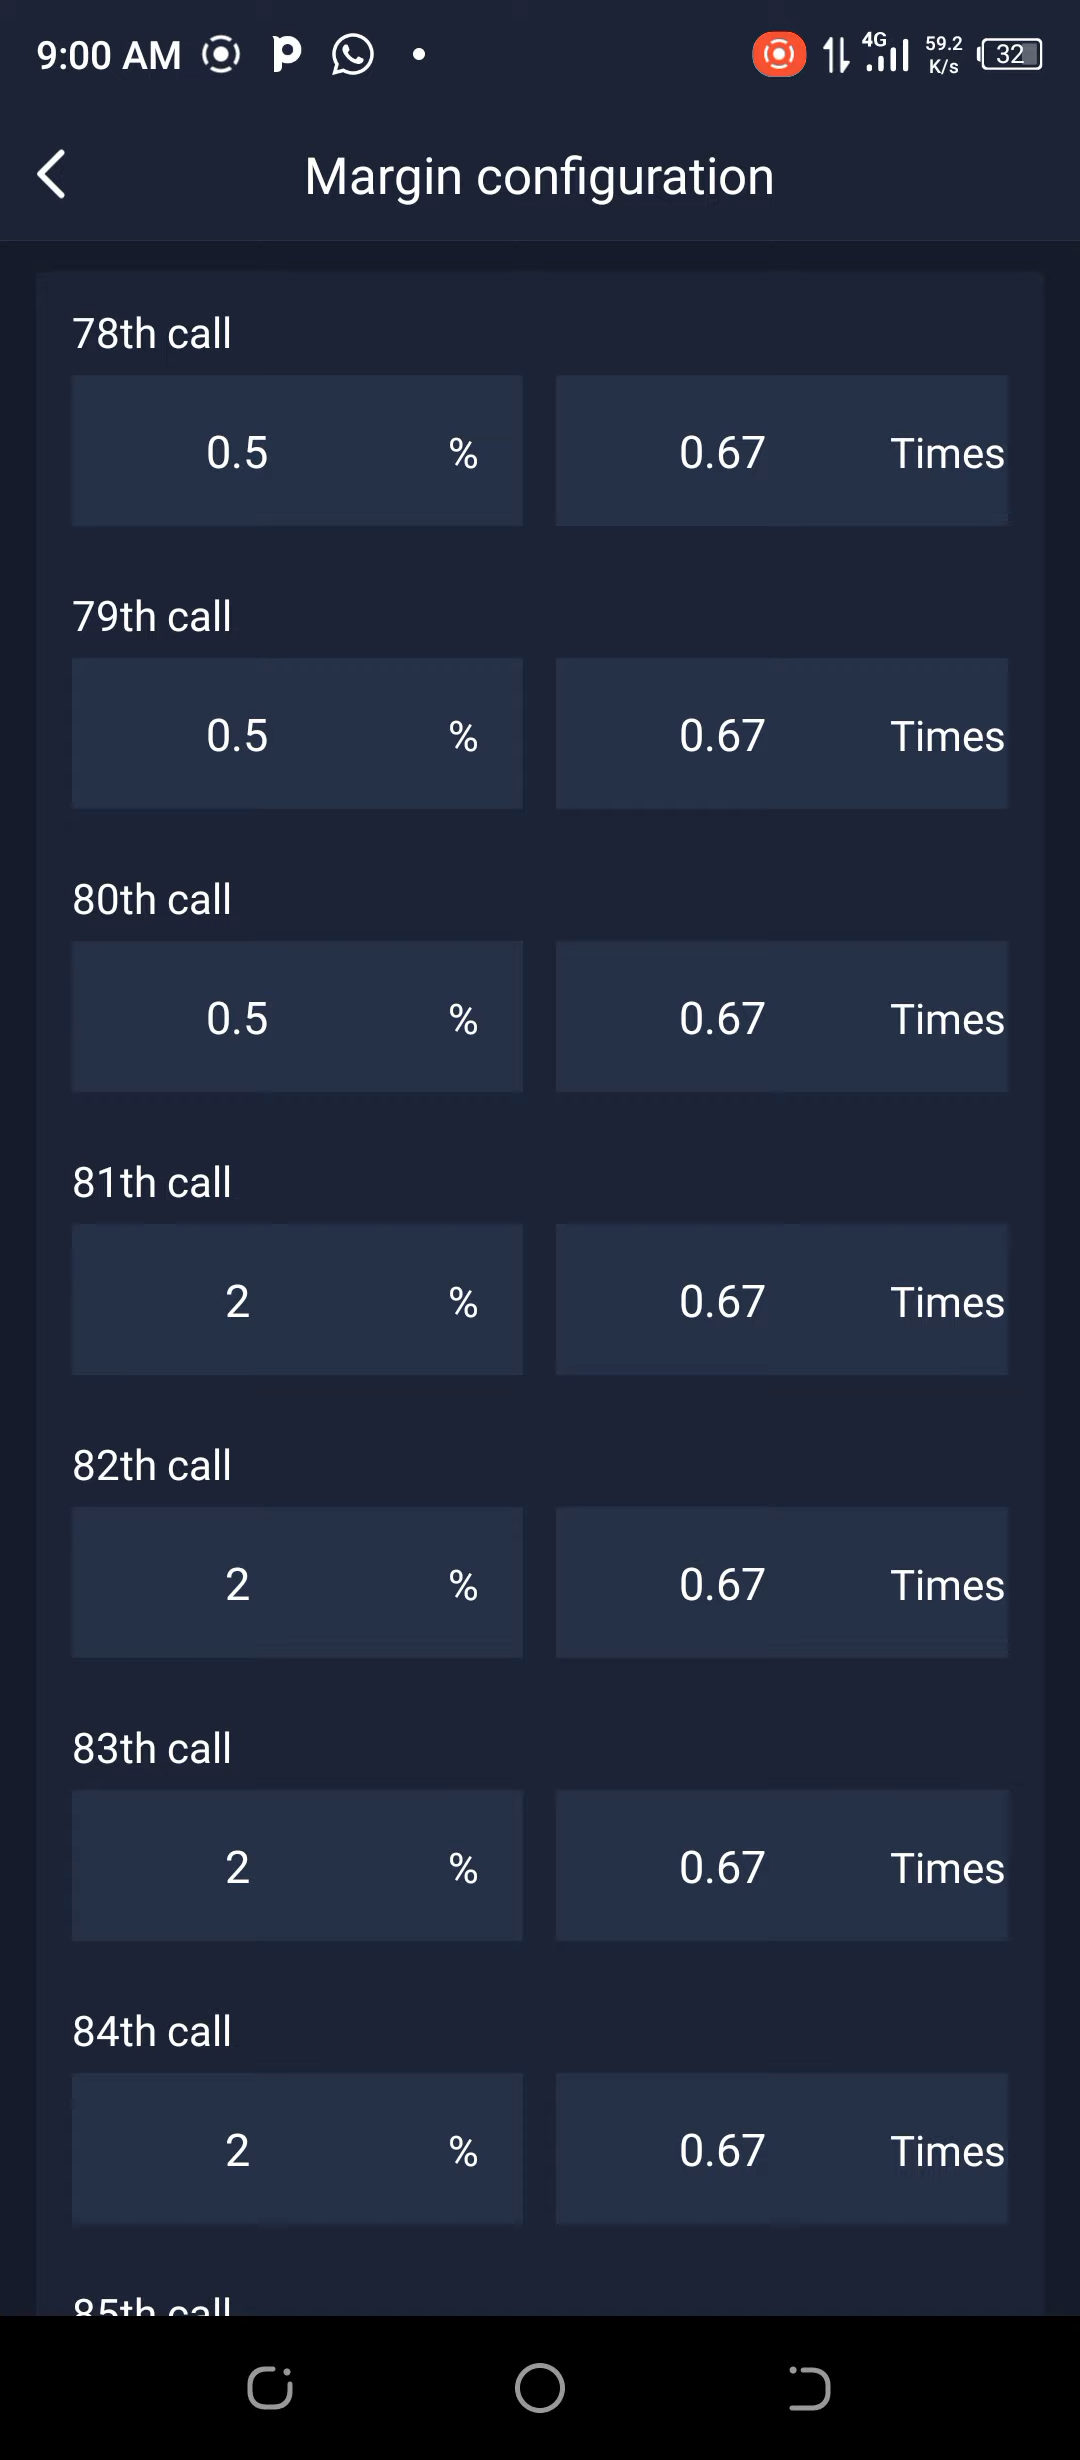 9:00 AM 4G 59.2 K/s 32
Margin configuration
78th call
0.5 % 0.67 Times
79th call
0.5 % 0.67 Times
80th call
0.5 % 0.67 Times
81th call
2 % 0.67 Times
82th call
2 % 0.67 Times
83th call
2 % 0.67 Times
84th call
2 % 0.67 Times
85th call